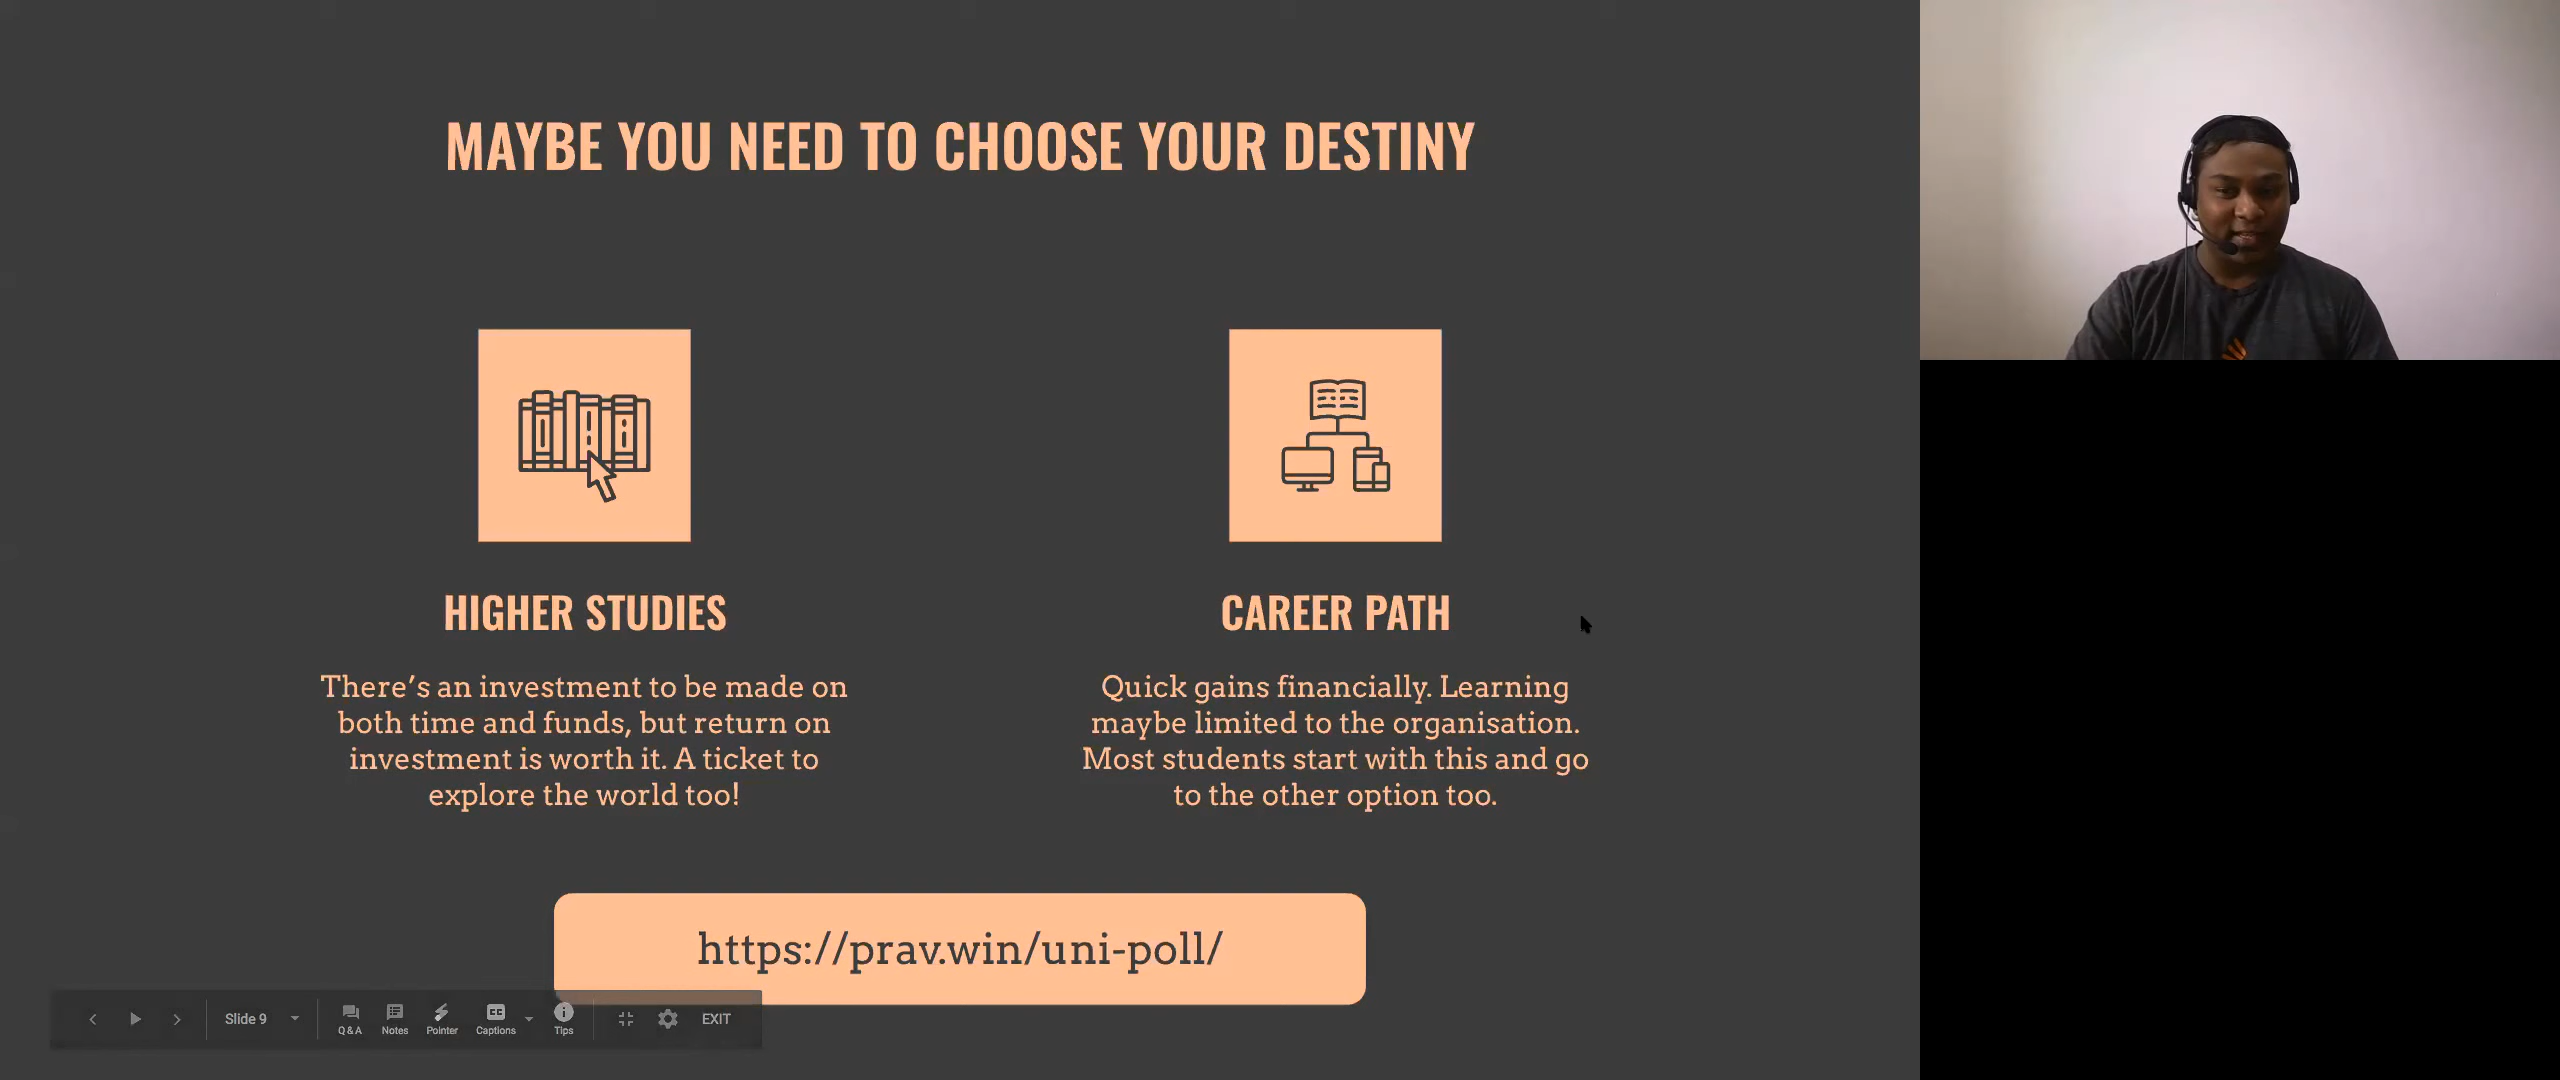 MAYBE YOU NEED TO CHOOSE YOUR DESTINY
HIGHER STUDIES
There’s an investment to be made on
both time and funds, but return on
investment is worth it. A ticket to
explore the world too!
CAREER PATH
Quick gains financially. Learning
maybe limited to the organisation.
Most students start with this and go
to the other option too.
https://prav.win/uni-poll/
Slide 9
Q&A
Notes
Pointer
CC
Captions
Tips
EXIT